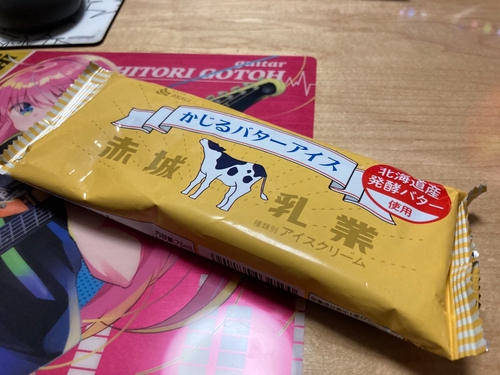 guitar
HITORI GOTOH
AKAGI
かじるバターアイス
赤城
乳業
北海道産
発酵バター
使用
種類別 アイスクリーム